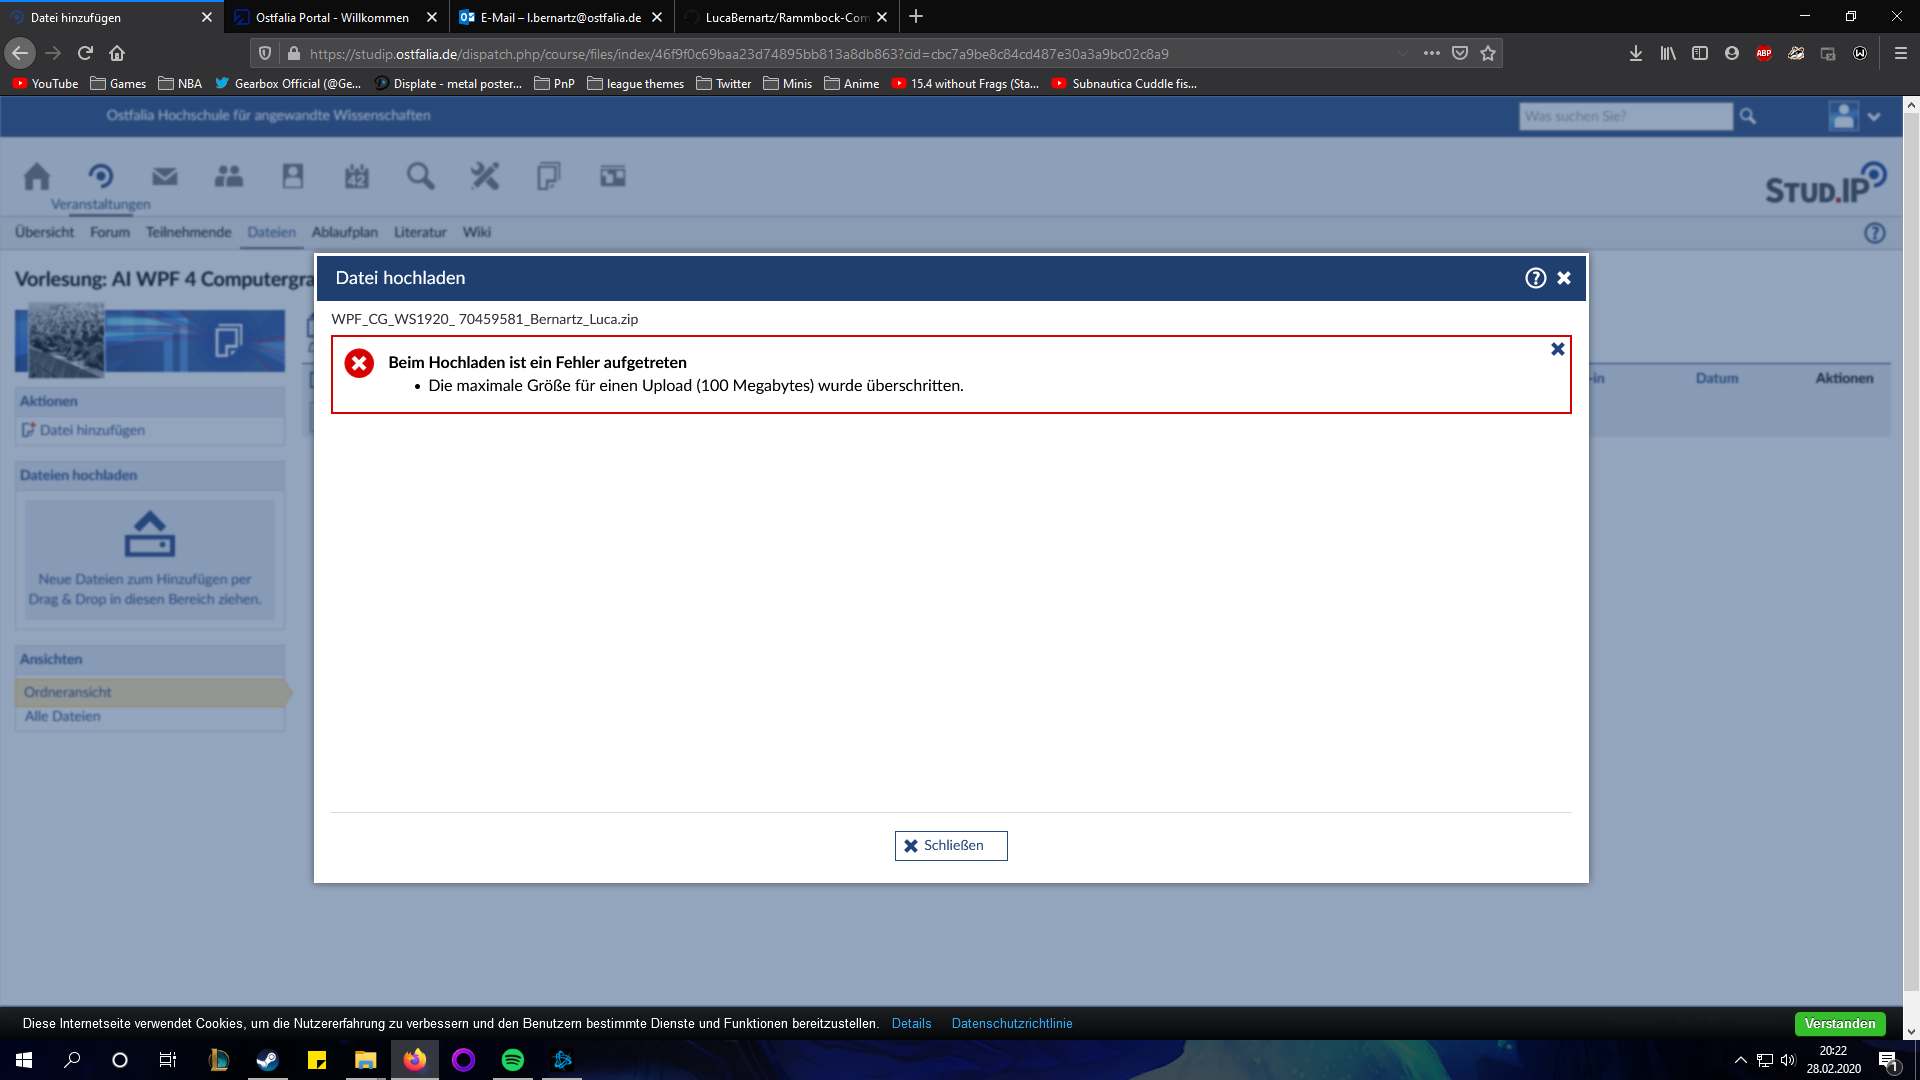 Datei hinzufügen
Ostfalia Portal - Willkommen
E-Mail – l.bernartz@ostfalia.de
LucaBernartz/Rammbock-Com
https://studip.ostfalia.de/dispatch.php/course/files/index/46f9f0c69baa23d74895bb813a8db863?cid=cbc7a9be8c84cd487e30a3a9bc02c8a9
ABP
YouTube
Games
NBA
Gearbox Official (@Ge...
Displate - metal poster...
PnP
league themes
Twitter
Minis
Anime
15.4 without Frags (Sta...
Subnautica Cuddle fis...
Ostfalia Hochschule für angewandte Wissenschaften
Was suchen Sie?
42
Veranstaltungen
STUD.IP
Übersicht
Forum
Teilnehmende
Dateien
Ablaufplan
Literatur
Wiki
Vorlesung: AI WPF 4 Computergra
Datei hochladen
WPF_CG_WS1920_ 70459581_Bernartz_Luca.zip
Beim Hochladen ist ein Fehler aufgetreten
• Die maximale Größe für einen Upload (100 Megabytes) wurde überschritten.
-in
Datum
Aktionen
Aktionen
Datei hinzufügen
Dateien hochladen
Neue Dateien zum Hinzufügen per
Drag & Drop in diesen Bereich ziehen.
Ansichten
Ordneransicht
Alle Dateien
Schließen
Diese Internetseite verwendet Cookies, um die Nutzererfahrung zu verbessern und den Benutzern bestimmte Dienste und Funktionen bereitzustellen.
Details
Datenschutzrichtlinie
Verstanden
20:22
28.02.2020
1